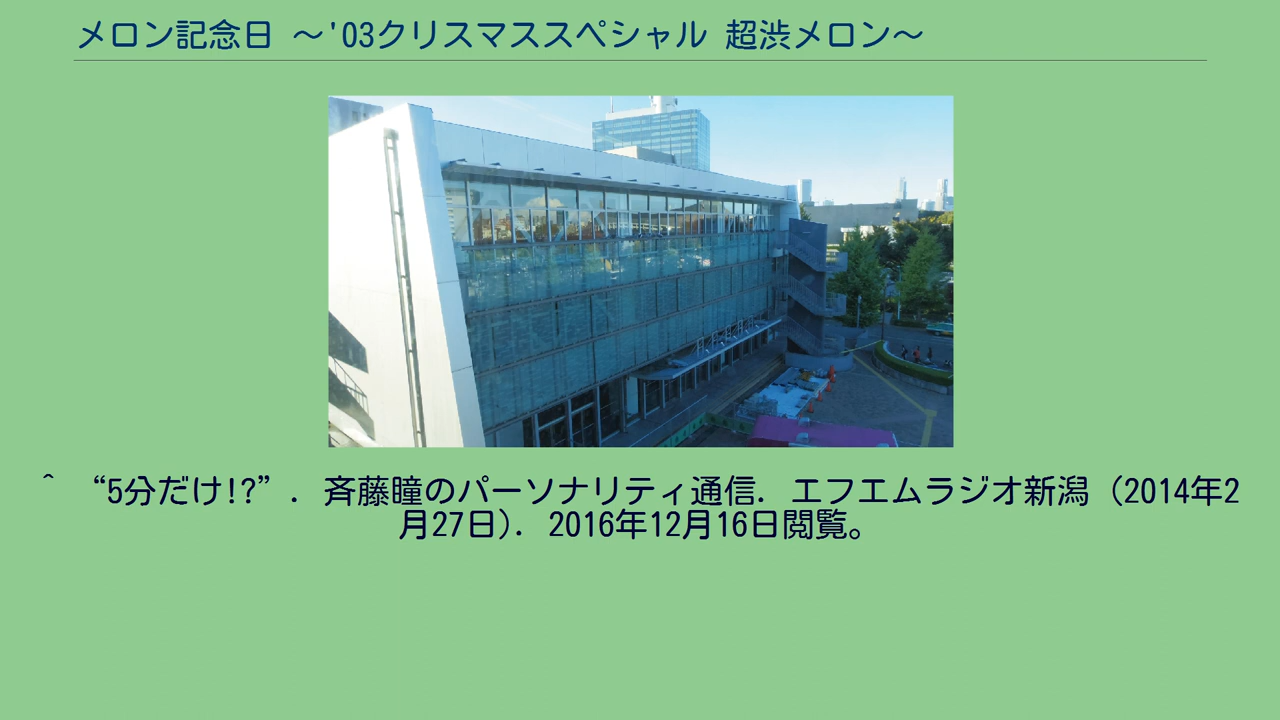 メロン記念日 ～'03クリスマススペシャル 超渋メロン～
^ “5分だけ!?”. 斉藤瞳のパーソナリティ通信. エフエムラジオ新潟 (2014年2
月27日). 2016年12月16日閲覧。